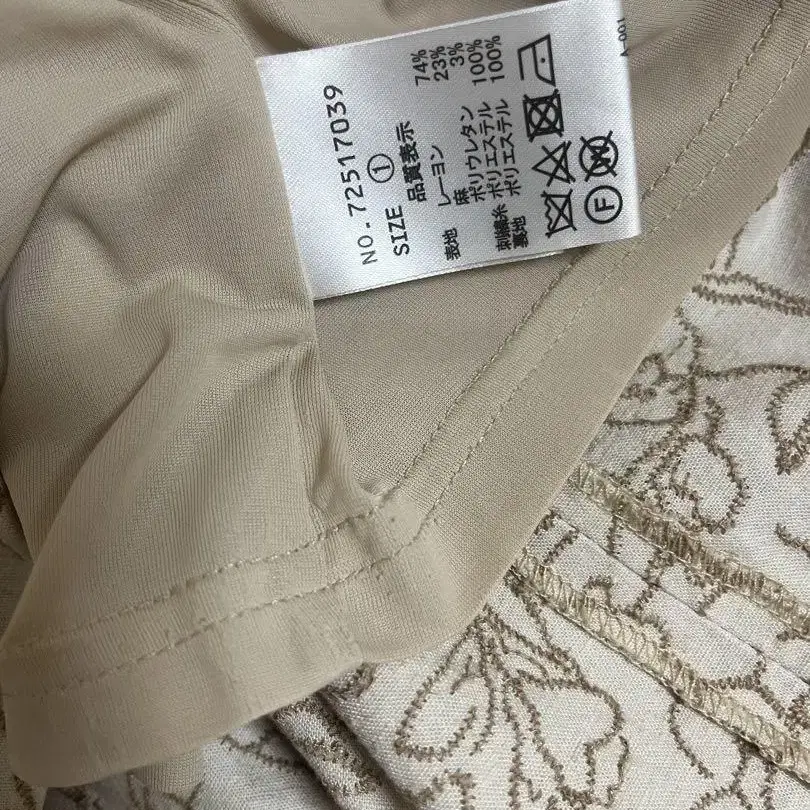 NO.72517039
SIZE ①
品質表示
表地 レーヨン 74%
麻 23%
ポリウレタン 3%
刺繍糸 ポリエステル 100%
裏地 ポリエステル 100%
F W
A-001